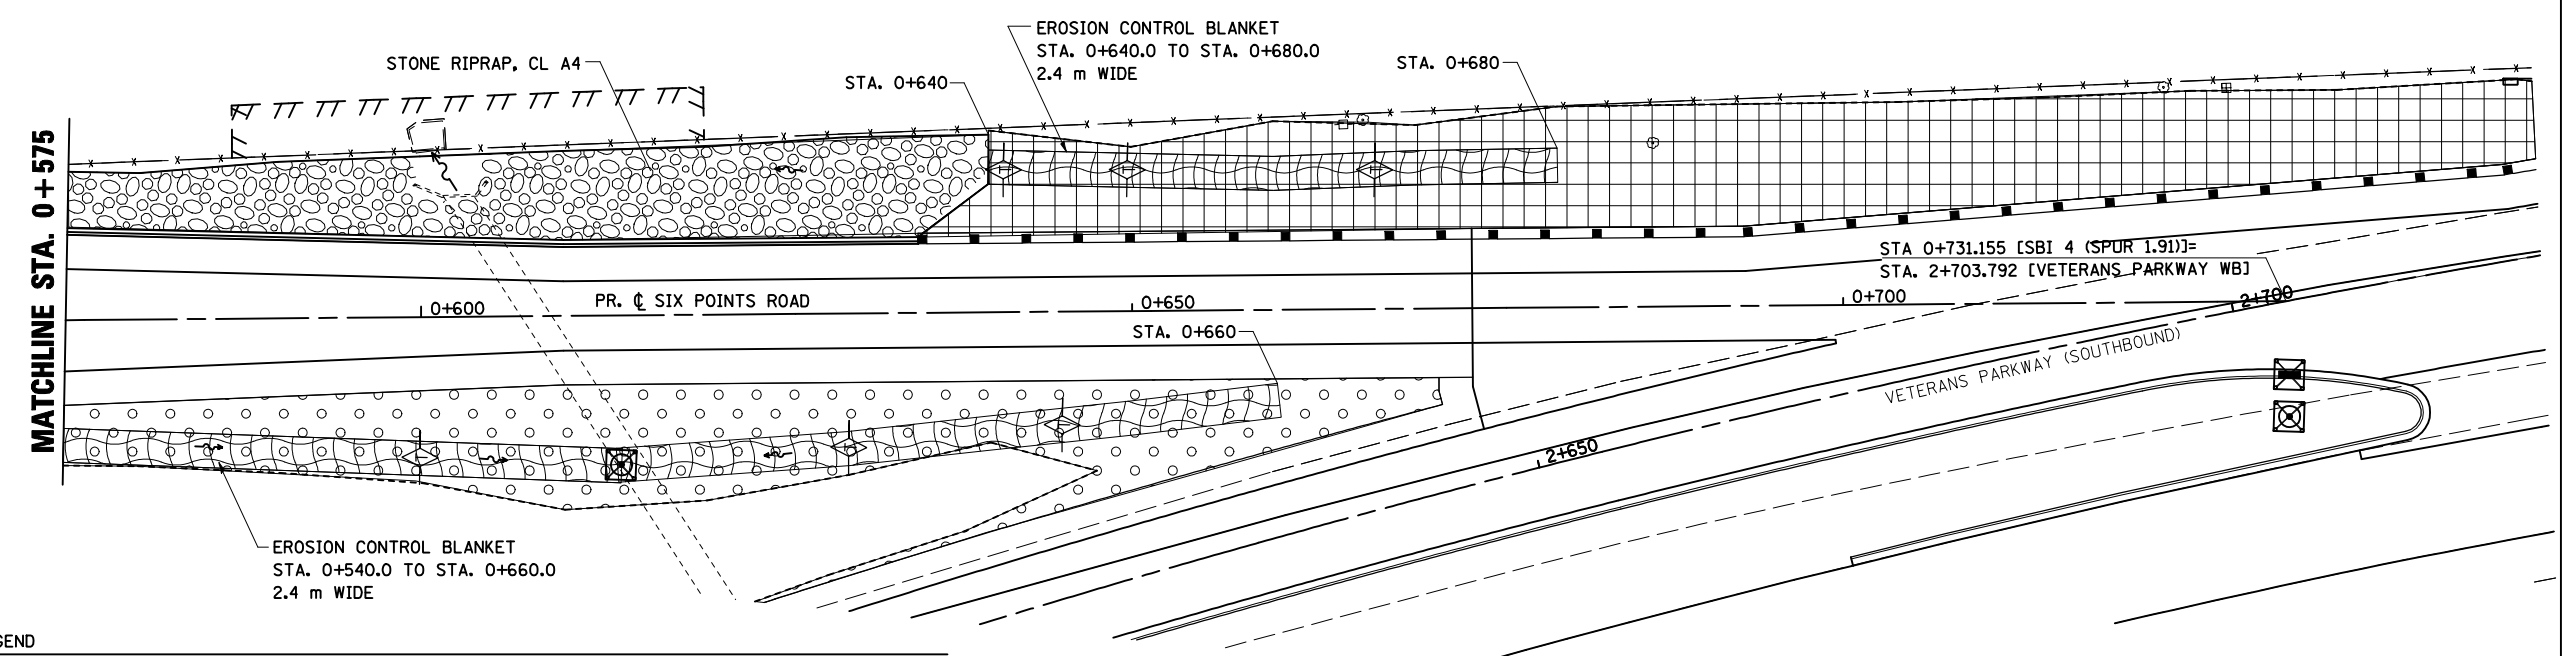 EROSION CONTROL BLANKET
STA. 0+640.0 TO STA. 0+680.0
2.4 m WIDE
STONE RIPRAP, CL A4
STA. 0+640
STA. 0+680
MATCHLINE STA. 0+575
STA 0+731.155 [SBI 4 (SPUR 1.91)]=
STA. 2+703.792 [VETERANS PARKWAY WB]
0+600
PR. ℄ SIX POINTS ROAD
0+650
0+700
2+700
STA. 0+660
VETERANS PARKWAY (SOUTHBOUND)
2+650
EROSION CONTROL BLANKET
STA. 0+540.0 TO STA. 0+660.0
2.4 m WIDE
GEND